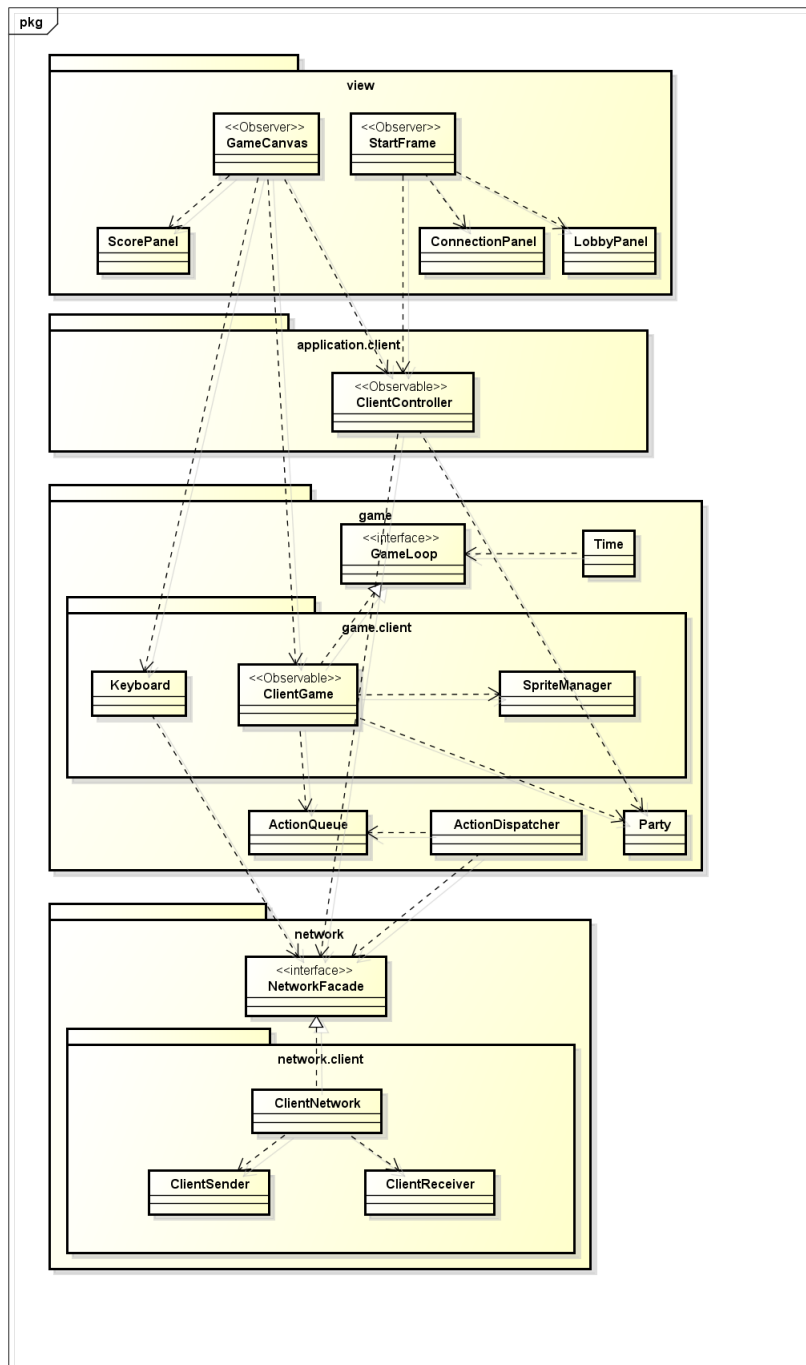 pkg
view
<<Observer>>
GameCanvas
<<Observer>>
StartFrame
ScorePanel
ConnectionPanel
LobbyPanel
application.client
<<Observable>>
ClientController
game
<<interface>>
GameLoop
Time
game.client
Keyboard
<<Observable>>
ClientGame
SpriteManager
ActionQueue
ActionDispatcher
Party
network
<<interface>>
NetworkFacade
network.client
ClientNetwork
ClientSender
ClientReceiver